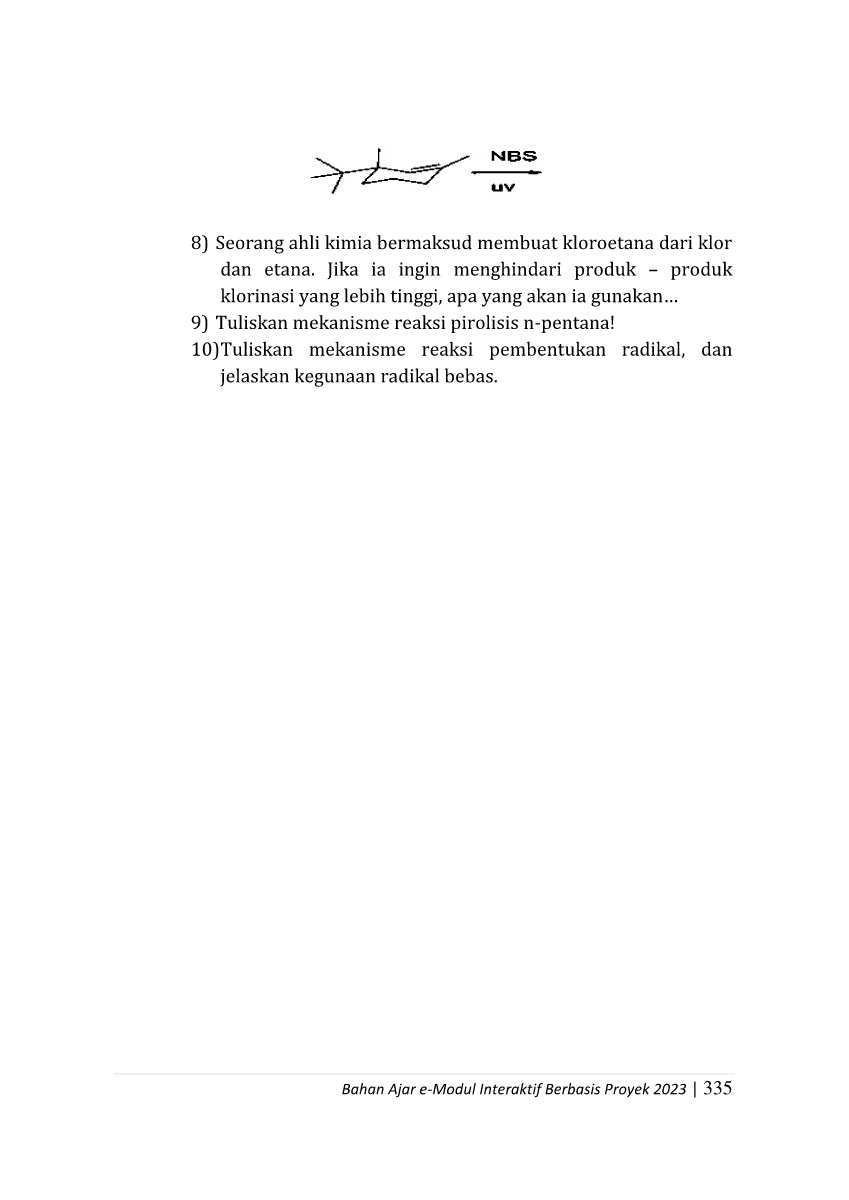 NBS
uv
8) Seorang ahli kimia bermaksud membuat kloroetana dari klor
dan etana. Jika ia ingin menghindari produk – produk
klorinasi yang lebih tinggi, apa yang akan ia gunakan…
9) Tuliskan mekanisme reaksi pirolisis n-pentana!
10)Tuliskan mekanisme reaksi pembentukan radikal, dan
jelaskan kegunaan radikal bebas.
Bahan Ajar e-Modul Interaktif Berbasis Proyek 2023 | 335